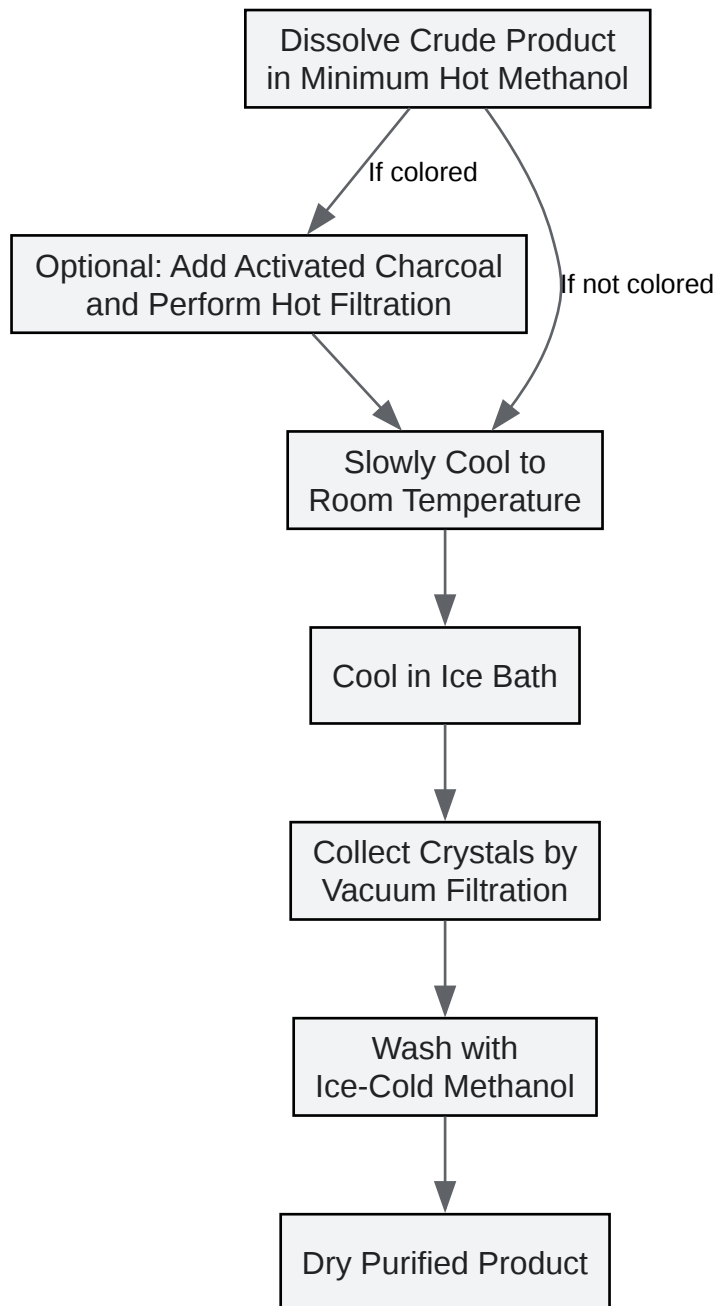 Dissolve Crude Product
in Minimum Hot Methanol
If colored
Optional: Add Activated Charcoal
and Perform Hot Filtration
If not colored
Slowly Cool to
Room Temperature
Cool in Ice Bath
Collect Crystals by
Vacuum Filtration
Wash with
Ice-Cold Methanol
Dry Purified Product